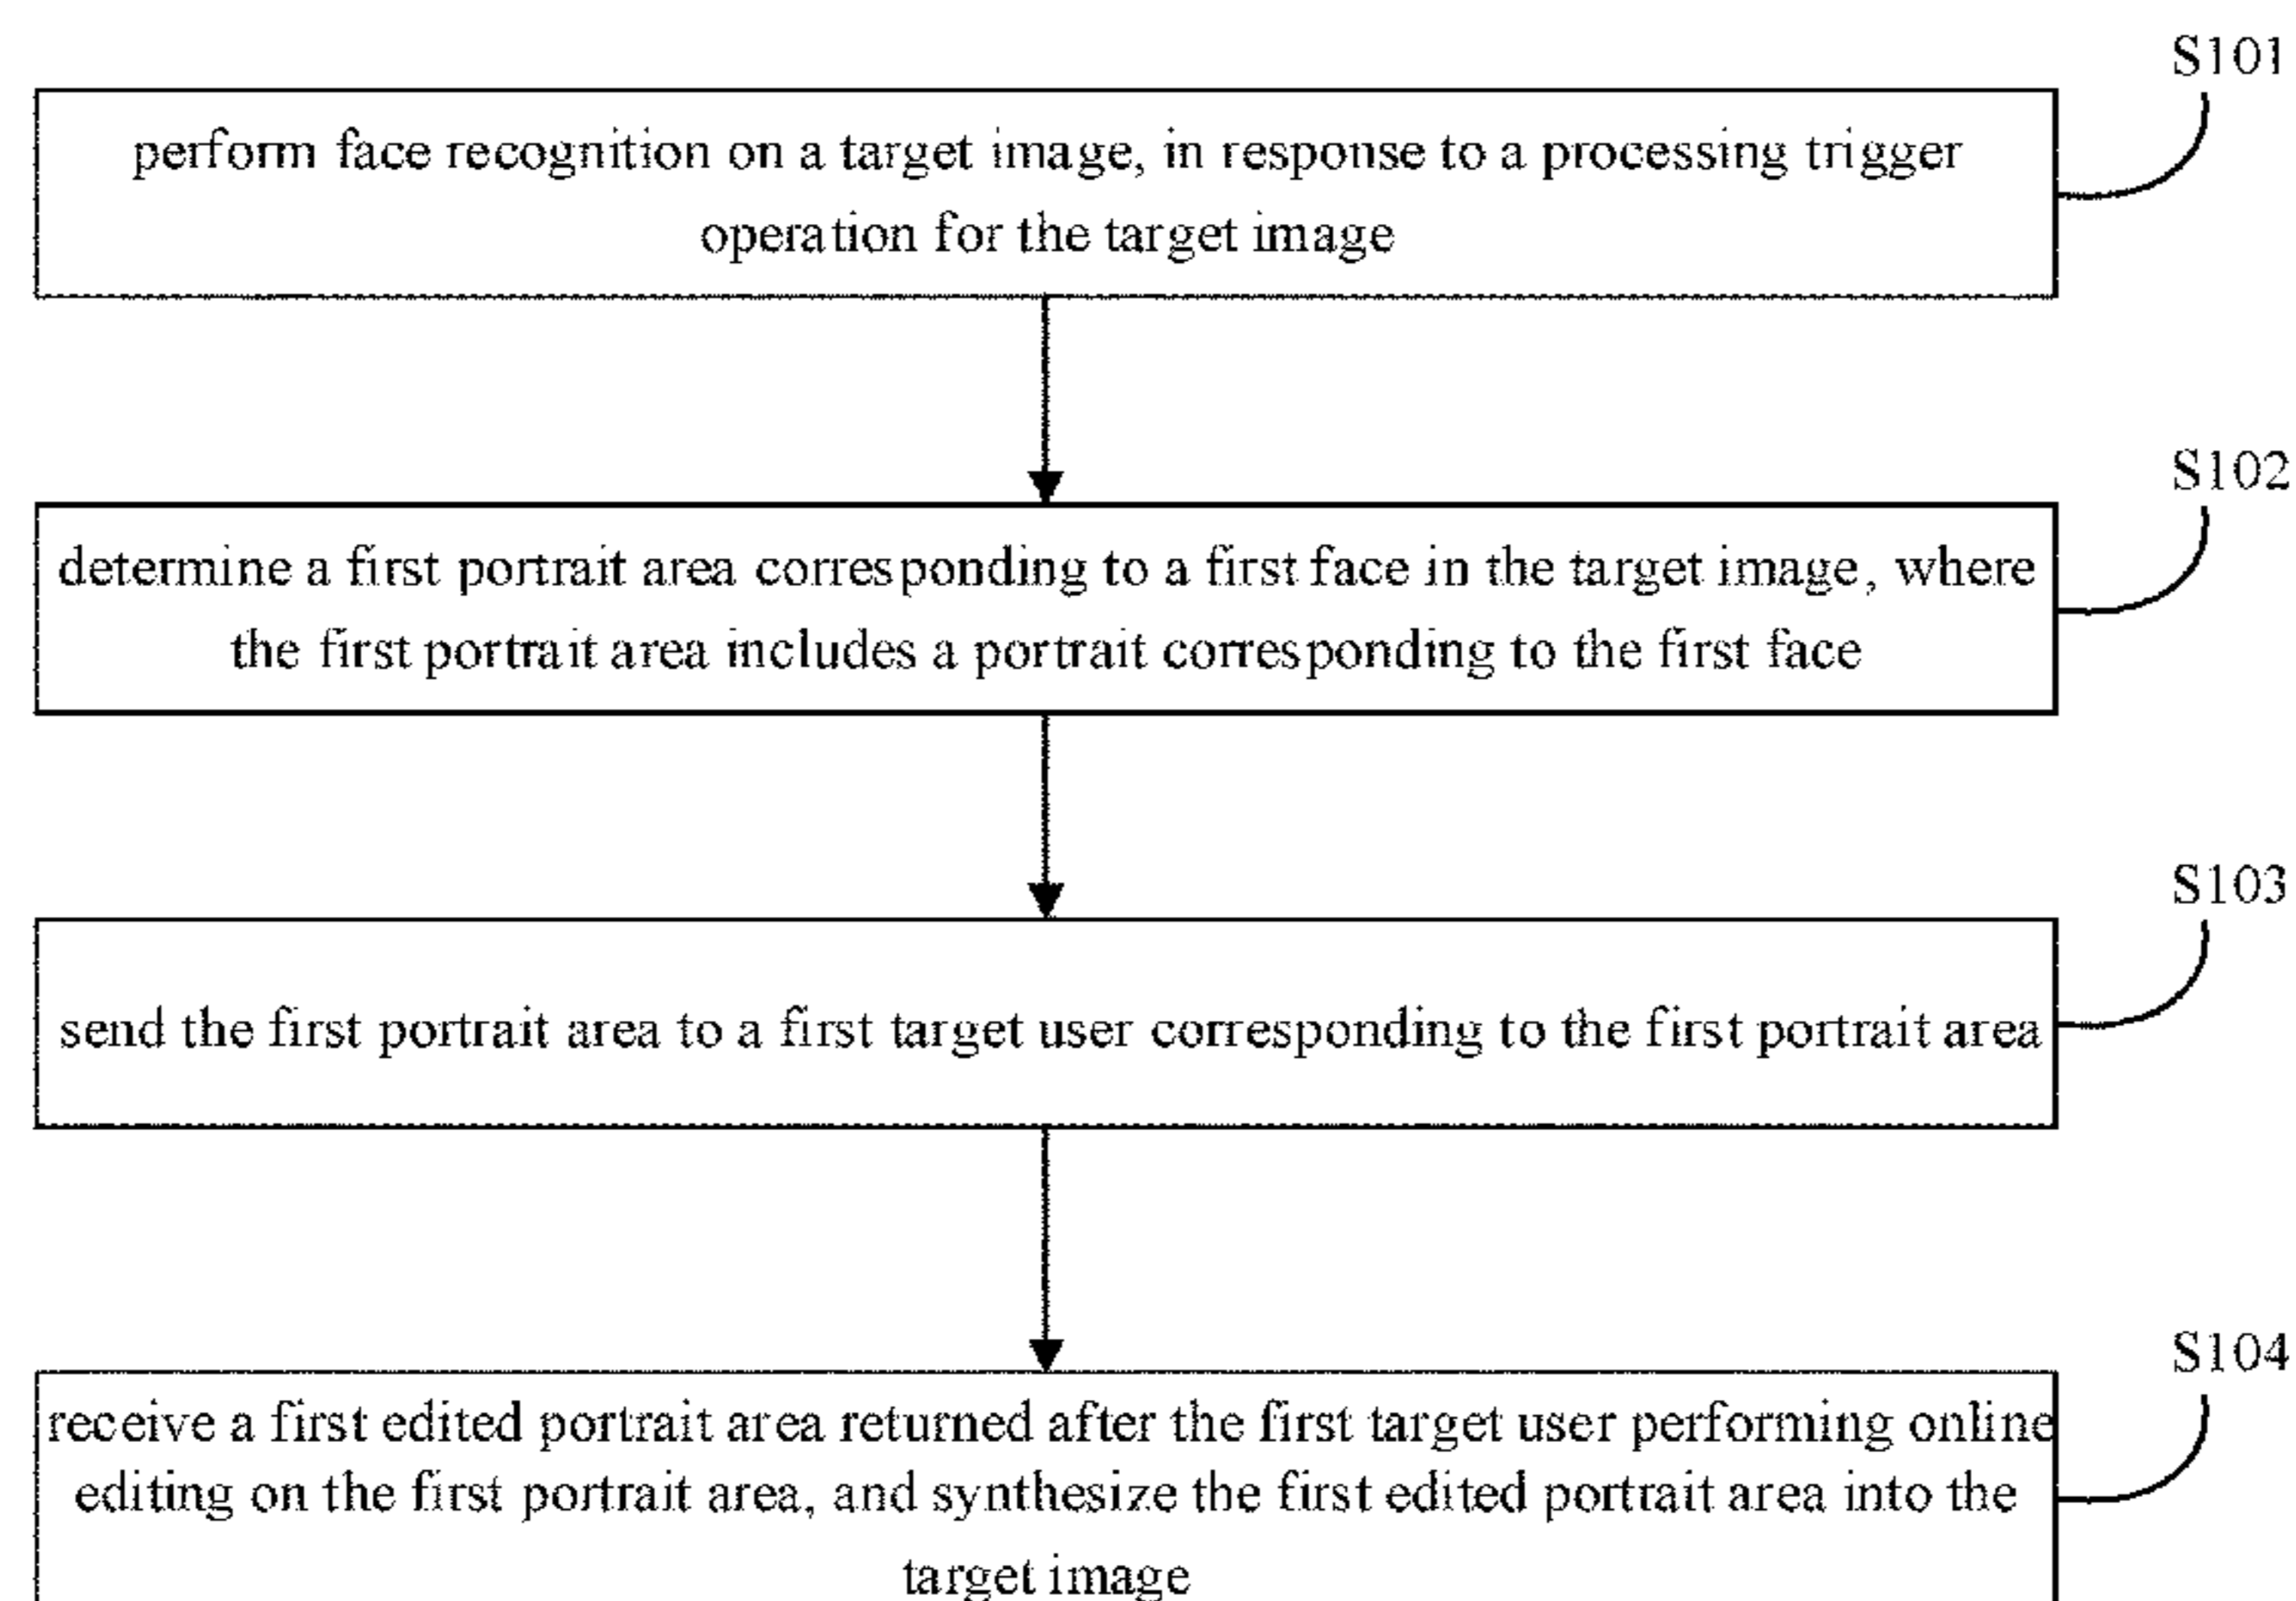 S101
perform face recognition on a target image, in response to a processing trigger
operation for the target image
S102
determine a first portrait area corresponding to a first face in the target image, where
the first portrait area includes a portrait corresponding to the first face
S103
send the first portrait area to a first target user corresponding to the first portrait area
S104
receive a first edited portrait area returned after the first target user performing online
editing on the first portrait area, and synthesize the first edited portrait area into the
target image